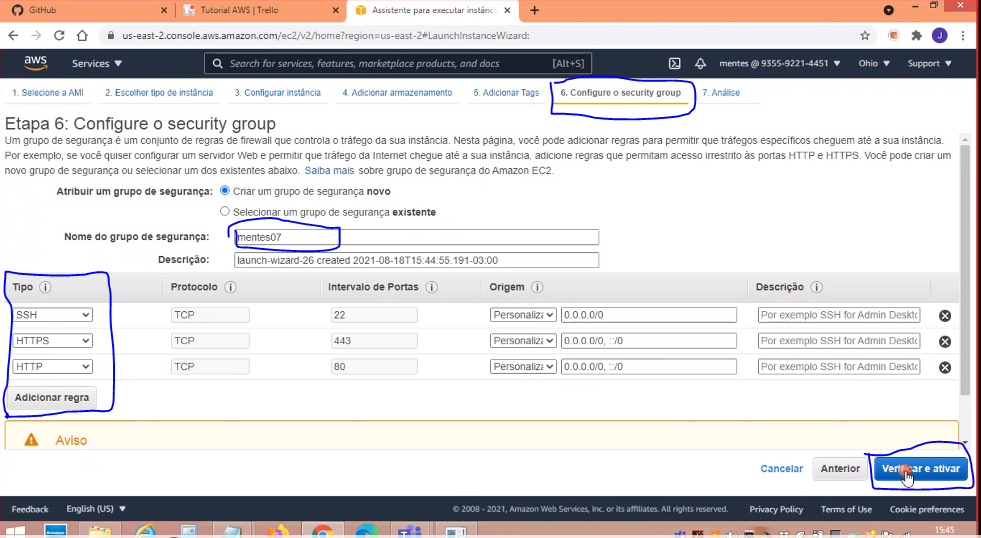 GitHub
Tutorial AWS | Trello
Assistente para executar instânci
us-east-2.console.aws.amazon.com/ec2/v2/home?region=us-east-2#LaunchInstanceWizard:
J
aws
Services
Search for services, features, marketplace products, and docs
[Alt+S]
mentes @ 9355-9221-4451
Ohio
Support
1. Selecione a AMI
2. Escolher tipo de instância
3. Configurar instância
4. Adicionar armazenamento
5. Adicionar Tags
6. Configure o security group
7. Análise
Etapa 6: Configure o security group
Um grupo de segurança é um conjunto de regras de firewall que controla o tráfego da sua instância. Nesta página, você pode adicionar regras para permitir que tráfegos específicos cheguem até a sua instância.
Por exemplo, se você quiser configurar um servidor Web e permitir que tráfego da Internet chegue até a sua instância, adicione regras que permitam acesso irrestrito às portas HTTP e HTTPS. Você pode criar um
novo grupo de segurança ou selecionar um dos existentes abaixo. Saiba mais sobre grupo de segurança do Amazon EC2.
Atribuir um grupo de segurança:
Criar um grupo de segurança novo
Selecionar um grupo de segurança existente
Nome do grupo de segurança:
mentes07
Descrição:
launch-wizard-26 created 2021-08-18T15:44:55.191-03:00
Tipo
Protocolo
Intervalo de Portas
Origem
Descrição
SSH
TCP
22
Personaliza
0.0.0.0/0
Por exemplo SSH for Admin Deskto
HTTPS
TCP
443
Personaliza
0.0.0.0/0, ::/0
Por exemplo SSH for Admin Deskto
HTTP
TCP
80
Personaliza
0.0.0.0/0, ::/0
Por exemplo SSH for Admin Deskto
Adicionar regra
Aviso
Cancelar
Anterior
Verificar e ativar
Feedback
English (US)
© 2008 - 2021, Amazon Web Services, Inc. or its affiliates. All rights reserved.
Privacy Policy
Terms of Use
Cookie preferences
15:45